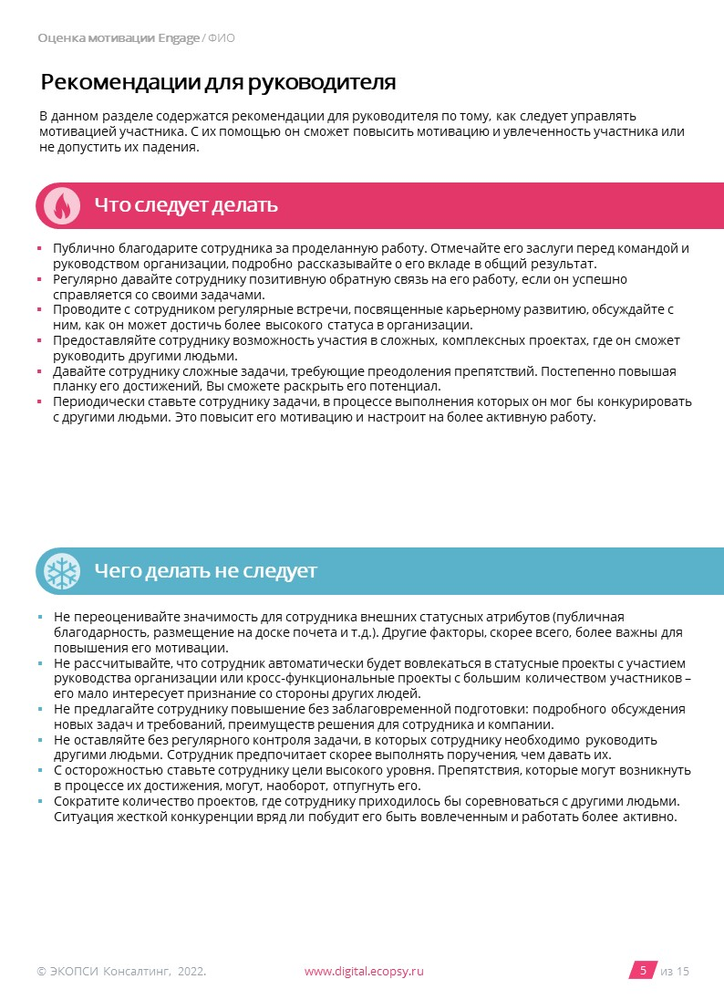 Оценка мотивации Engage / ФИО
Рекомендации для руководителя
В данном разделе содержатся рекомендации для руководителя по тому, как следует управлять
мотивацией участника. С их помощью он сможет повысить мотивацию и увлеченность участника или
не допустить их падения.
Что следует делать
▪ Публично благодарите сотрудника за проделанную работу. Отмечайте его заслуги перед командой и
руководством организации, подробно рассказывайте о его вкладе в общий результат.
▪ Регулярно давайте сотруднику позитивную обратную связь на его работу, если он успешно
справляется со своими задачами.
▪ Проводите с сотрудником регулярные встречи, посвященные карьерному развитию, обсуждайте с
ним, как он может достичь более высокого статуса в организации.
▪ Предоставляйте сотруднику возможность участия в сложных, комплексных проектах, где он сможет
руководить другими людьми.
▪ Давайте сотруднику сложные задачи, требующие преодоления препятствий. Постепенно повышая
планку его достижений, Вы сможете раскрыть его потенциал.
▪ Периодически ставьте сотруднику задачи, в процессе выполнения которых он мог бы конкурировать
с другими людьми. Это повысит его мотивацию и настроит на более активную работу.
Чего делать не следует
▪ Не переоценивайте значимость для сотрудника внешних статусных атрибутов (публичная
благодарность, размещение на доске почета и т.д.). Другие факторы, скорее всего, более важны для
повышения его мотивации.
▪ Не рассчитывайте, что сотрудник автоматически будет вовлекаться в статусные проекты с участием
руководства организации или кросс-функциональные проекты с большим количеством участников –
его мало интересует признание со стороны других людей.
▪ Не предлагайте сотруднику повышение без заблаговременной подготовки: подробного обсуждения
новых задач и требований, преимуществ решения для сотрудника и компании.
▪ Не оставляйте без регулярного контроля задачи, в которых сотруднику необходимо руководить
другими людьми. Сотрудник предпочитает скорее выполнять поручения, чем давать их.
▪ С осторожностью ставьте сотруднику цели высокого уровня. Препятствия, которые могут возникнуть
в процессе их достижения, могут, наоборот, отпугнуть его.
▪ Сократите количество проектов, где сотруднику приходилось бы соревноваться с другими людьми.
Ситуация жесткой конкуренции вряд ли побудит его быть вовлеченным и работать более активно.
© ЭКОПСИ Консалтинг, 2022. www.digital.ecopsy.ru 5 из 15